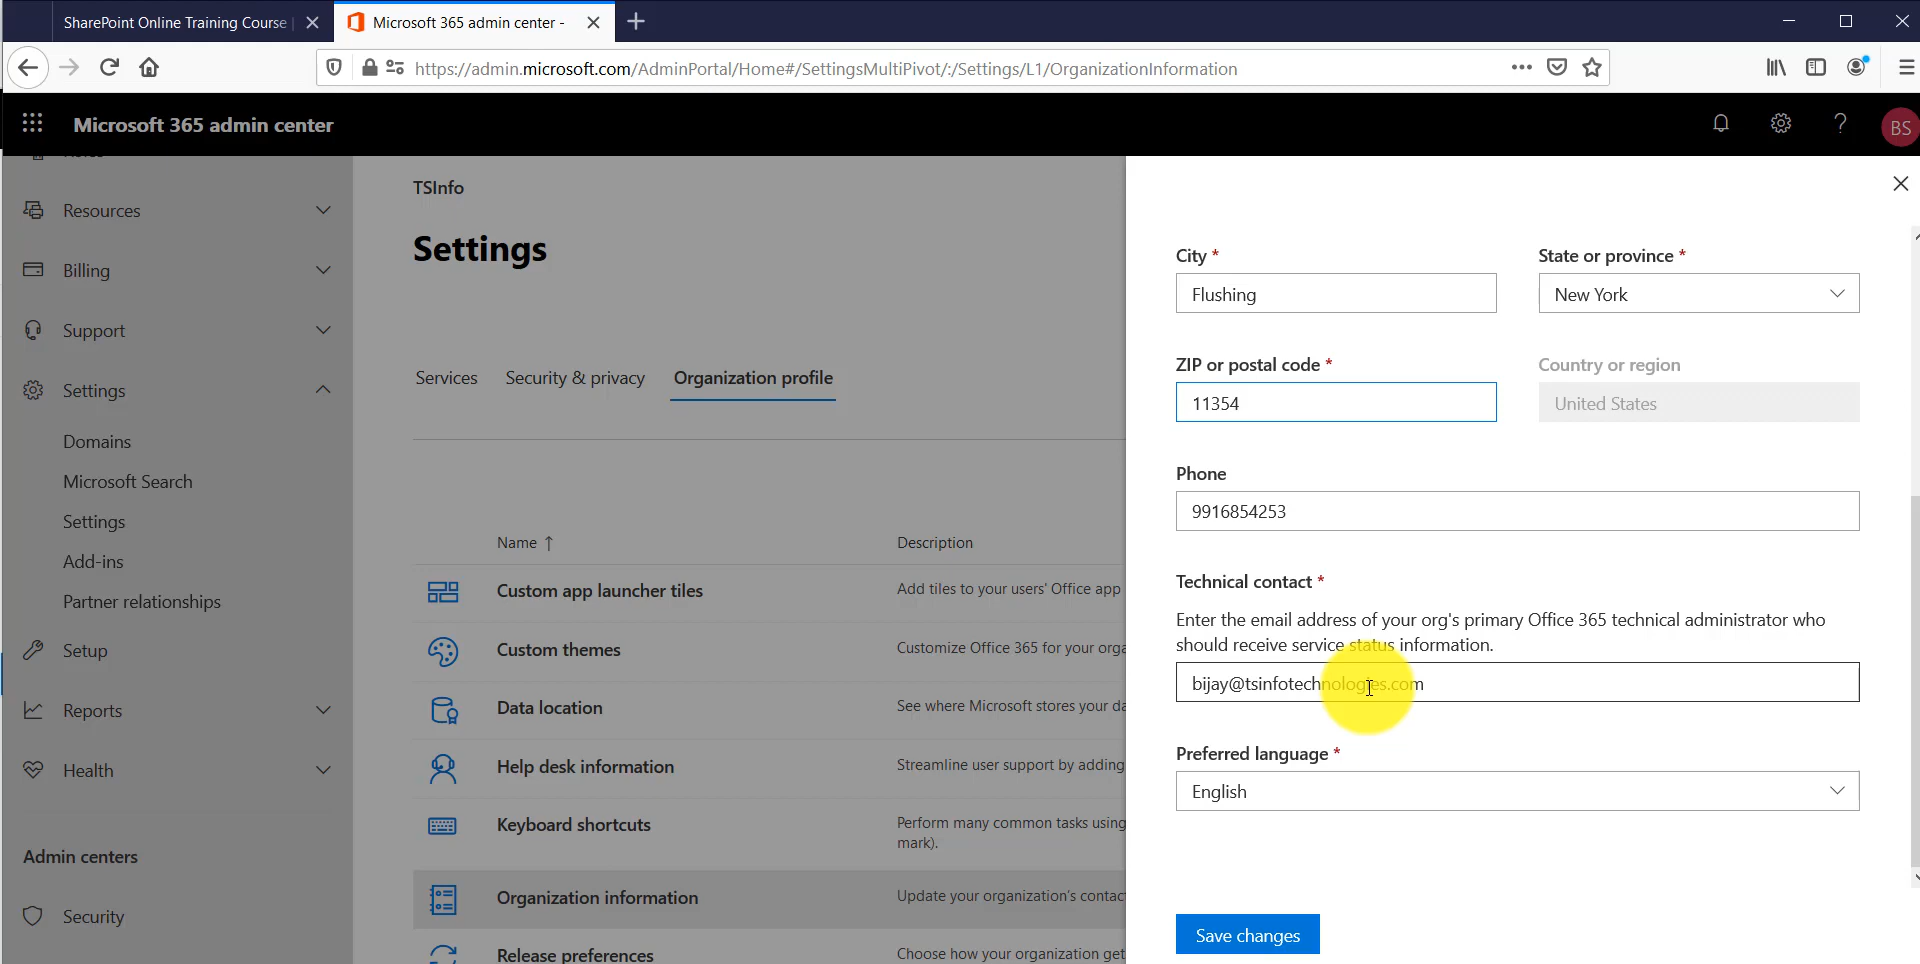 SharePoint Online Training Course |
Microsoft 365 admin center -
https://admin.microsoft.com/AdminPortal/Home#/SettingsMultiPivot/:/Settings/L1/OrganizationInformation
Microsoft 365 admin center
BS
Resources
Billing
Support
Settings
Domains
Microsoft Search
Settings
Add-ins
Partner relationships
Setup
Reports
Health
Admin centers
Security
TSInfo
Settings
Services
Security & privacy
Organization profile
Name ↑
Description
Custom app launcher tiles
Add tiles to your users' Office app
Custom themes
Customize Office 365 for your orga
Data location
See where Microsoft stores your da
Help desk information
Streamline user support by adding
Keyboard shortcuts
Perform many common tasks using
mark).
Organization information
Update your organization's contac
Release preferences
Choose how your organization get
City *
State or province *
Flushing
New York
ZIP or postal code *
Country or region
11354
United States
Phone
9916854253
Technical contact *
Enter the email address of your org's primary Office 365 technical administrator who
should receive service status information.
bijay@tsinfotechnologies.com
Preferred language *
English
Save changes